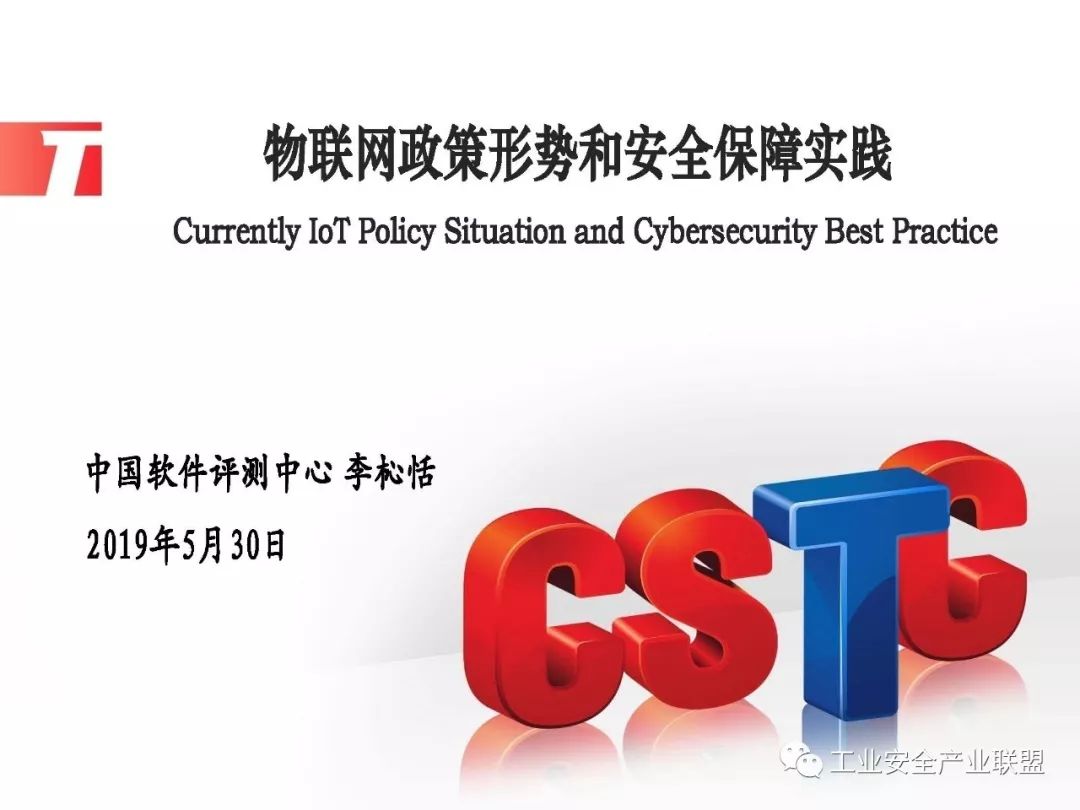 物联网政策形势和安全保障实践
Currently IoT Policy Situation and Cybersecurity Best Practice
中国软件评测中心 李杺恬
2019年5月30日
CSTC
工业安全产业联盟